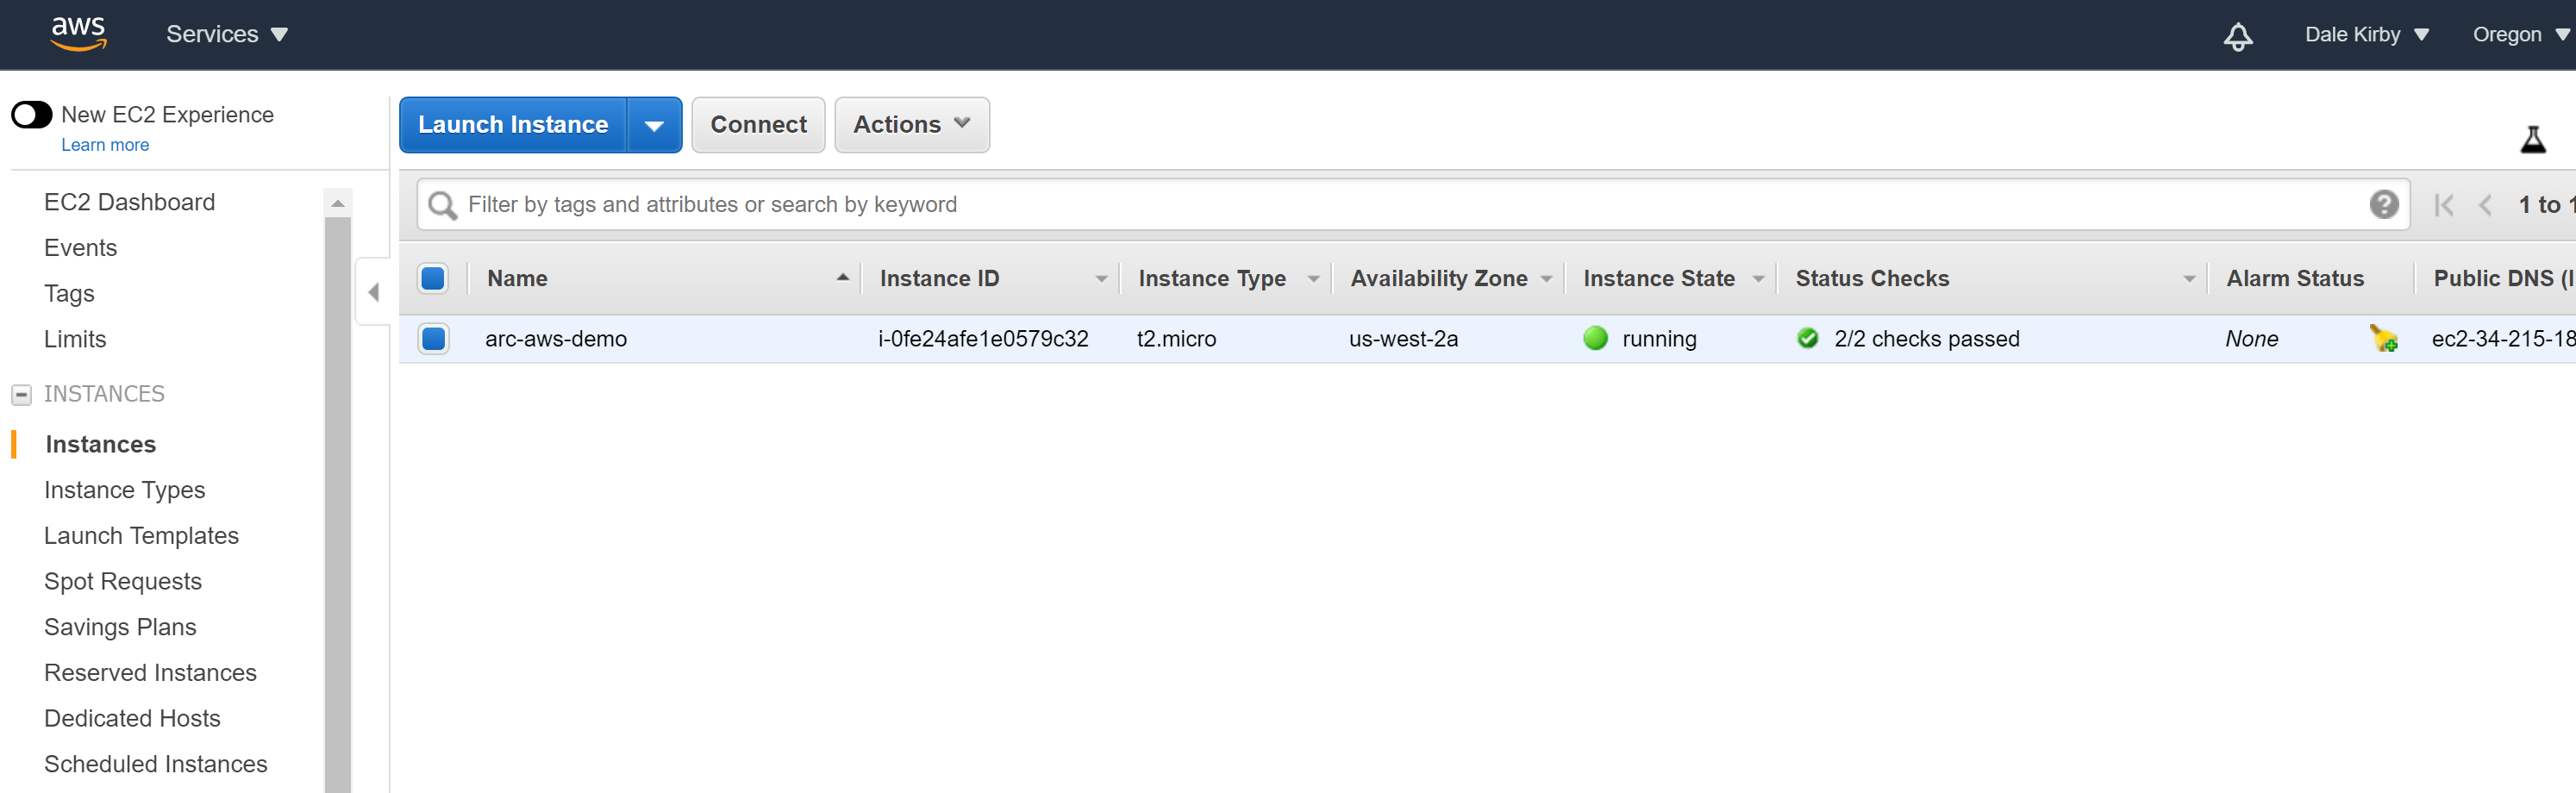 aws Services Dale Kirby Oregon
New EC2 Experience
Learn more
Launch Instance Connect Actions
Filter by tags and attributes or search by keyword ? 1 to 1
EC2 Dashboard
Events
Tags
Limits
INSTANCES
Instances
Instance Types
Launch Templates
Spot Requests
Savings Plans
Reserved Instances
Dedicated Hosts
Scheduled Instances
Name Instance ID Instance Type Availability Zone Instance State Status Checks Alarm Status Public DNS (I
arc-aws-demo i-0fe24afe1e0579c32 t2.micro us-west-2a running 2/2 checks passed None ec2-34-215-18